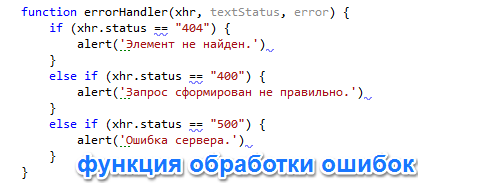 function errorHandler(xhr, textStatus, error) {
if (xhr.status == "404") {
alert('Элемент не найден.')
}
else if (xhr.status == "400") {
alert('Запрос сформирован не правильно.')
}
else if (xhr.status == "500") {
alert('Ошибка сервера.')
}
функция обработки ошибок
}